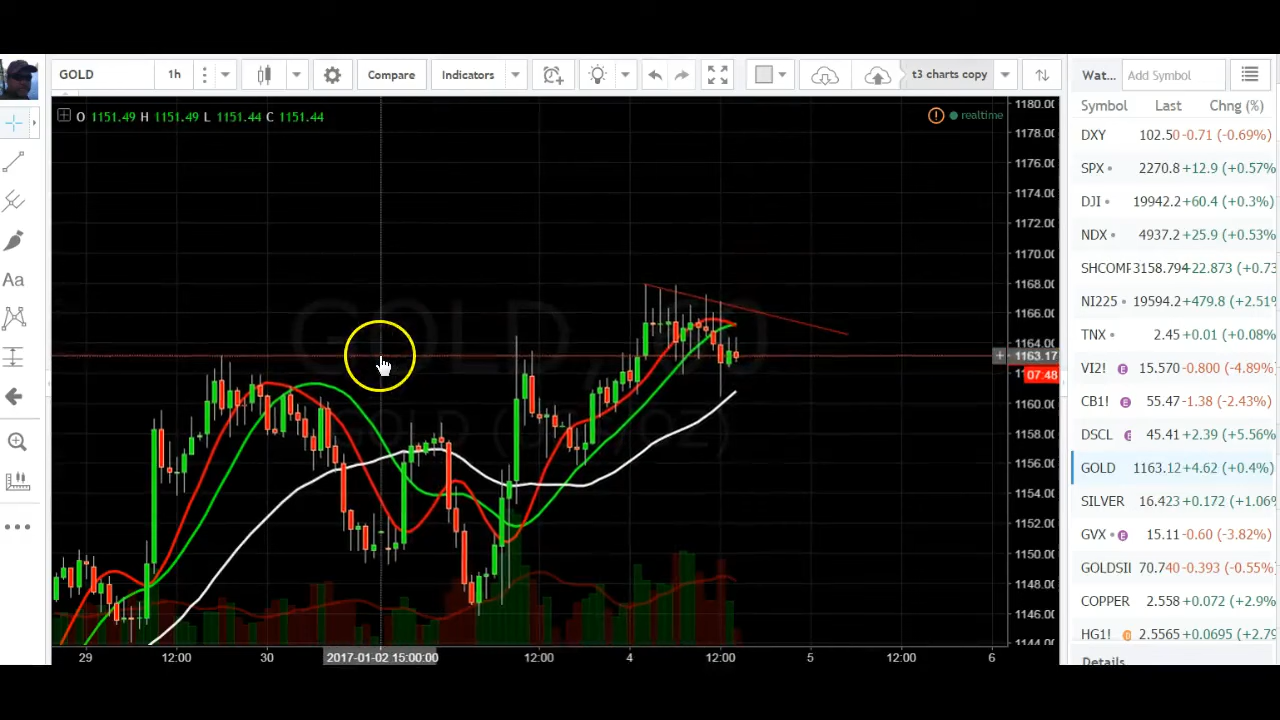 GOLD 1h Compare Indicators t3 charts copy Wat... Add Symbol
O 1151.49 H 1151.49 L 1151.44 C 1151.44 realtime
Symbol Last Chng (%)
DXY 102.50 -0.71 (-0.69%)
SPX 2270.8 +12.9 (+0.57%
DJI 19942.2 +60.4 (+0.3%)
NDX 4937.2 +25.9 (+0.53%
SHCOMP 3158.794 +22.873 (+0.73
NI225 19594.2 +479.8 (+2.51%
TNX 2.45 +0.01 (+0.08%
VI2! E 15.570 -0.800 (-4.89%)
CB1! E 55.47 -1.38 (-2.43%)
DSCL E 45.41 +2.39 (+5.56%
GOLD 1163.12 +4.62 (+0.4%)
SILVER 16.423 +0.172 (+1.06%
GVX E 15.11 -0.60 (-3.82%)
GOLDSIL 70.740 -0.393 (-0.55%)
COPPER 2.558 +0.072 (+2.9%
HG1! D 2.5565 +0.0695 (+2.79
Details
Aa
1180.00
1178.00
1176.00
1174.00
1172.00
1170.00
1168.00
1166.00
1164.00
1163.17
07:48
1160.00
1158.00
1156.00
1154.00
1152.00
1150.00
1148.00
1146.00
1144.00
GOLD, 60
29 12:00 30 2017-01-02 15:00:00 12:00 4 12:00 5 12:00 6